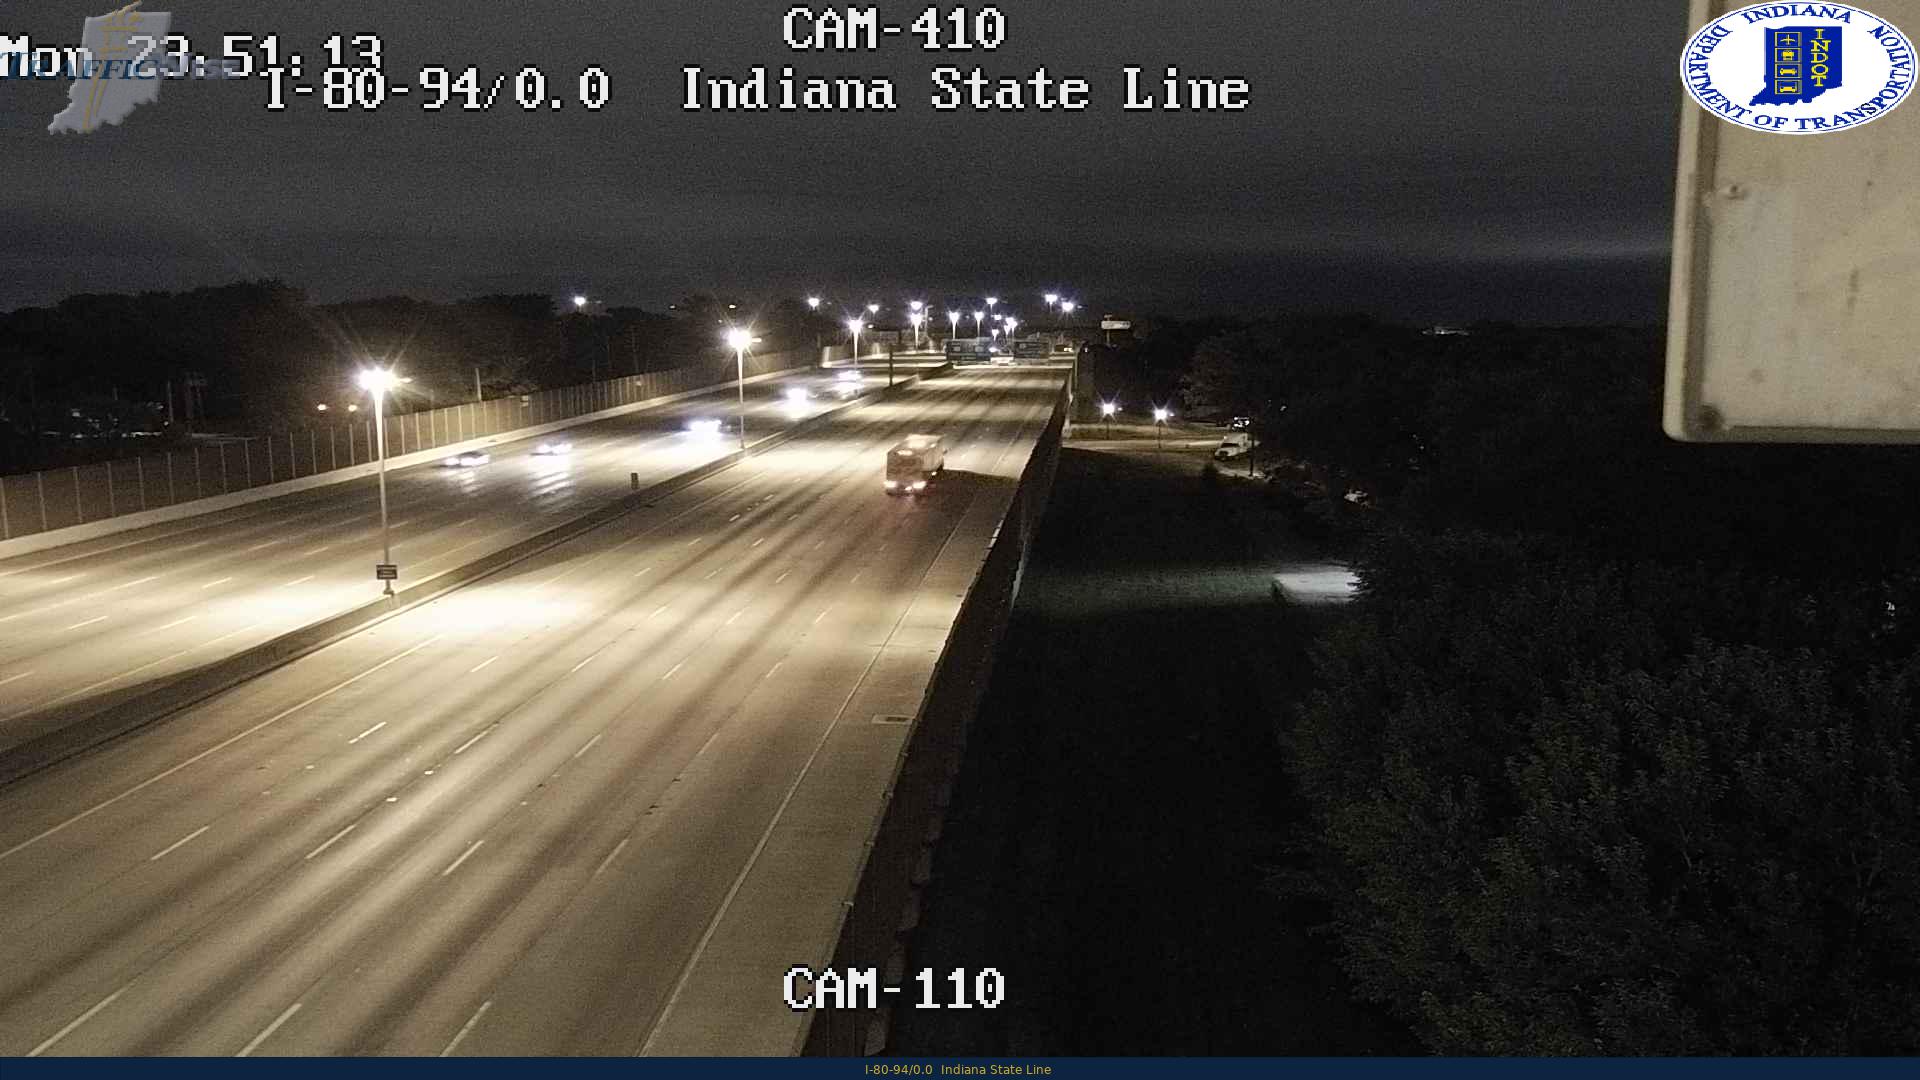 CAM-410
Mon 23:51:13
TRAFFICWISE
I-80-94/0.0 Indiana State Line
INDIANA
DEPARTMENT OF TRANSPORTATION
INDOT
CAM-110
I-80-94/0.0 Indiana State Line